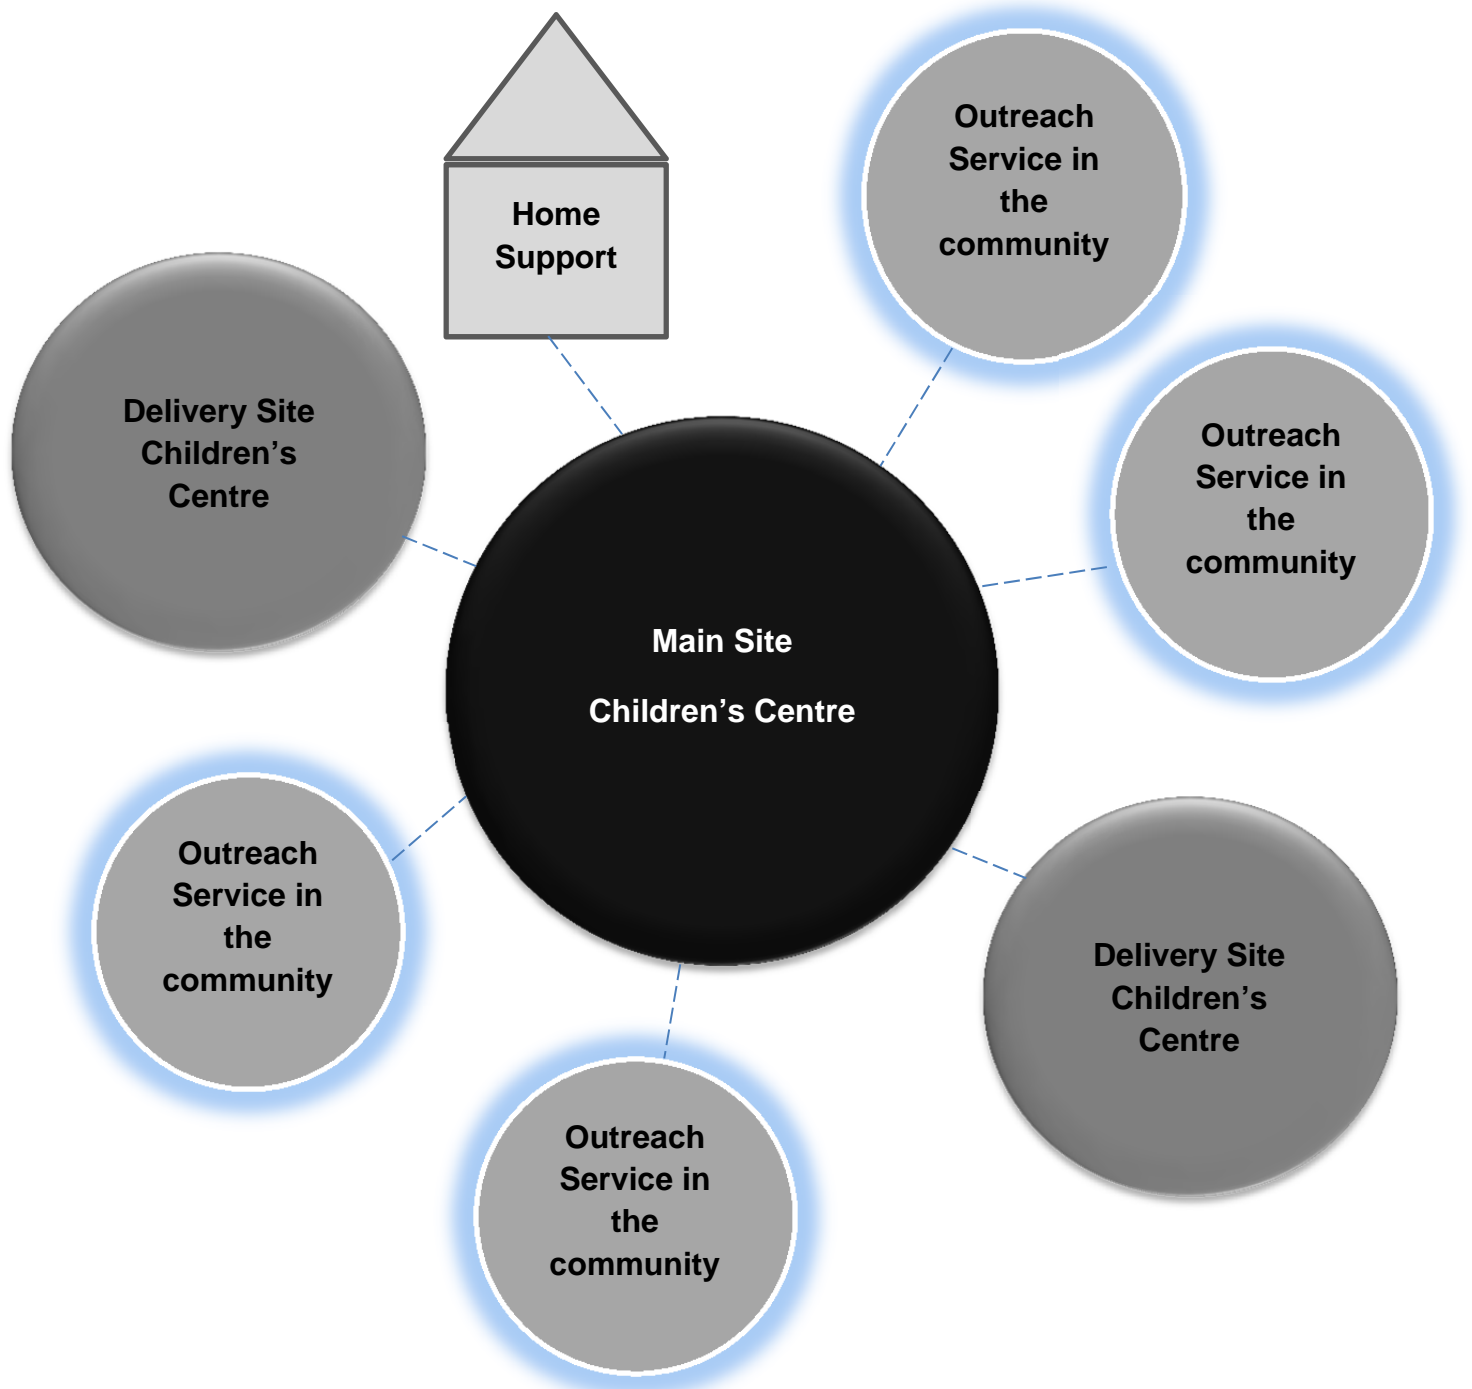 Home
Support
Outreach
Service in
the
community
Delivery Site
Children’s
Centre
Outreach
Service in
the
community
Main Site
Children’s Centre
Outreach
Service in
the
community
Delivery Site
Children’s
Centre
Outreach
Service in
the
community